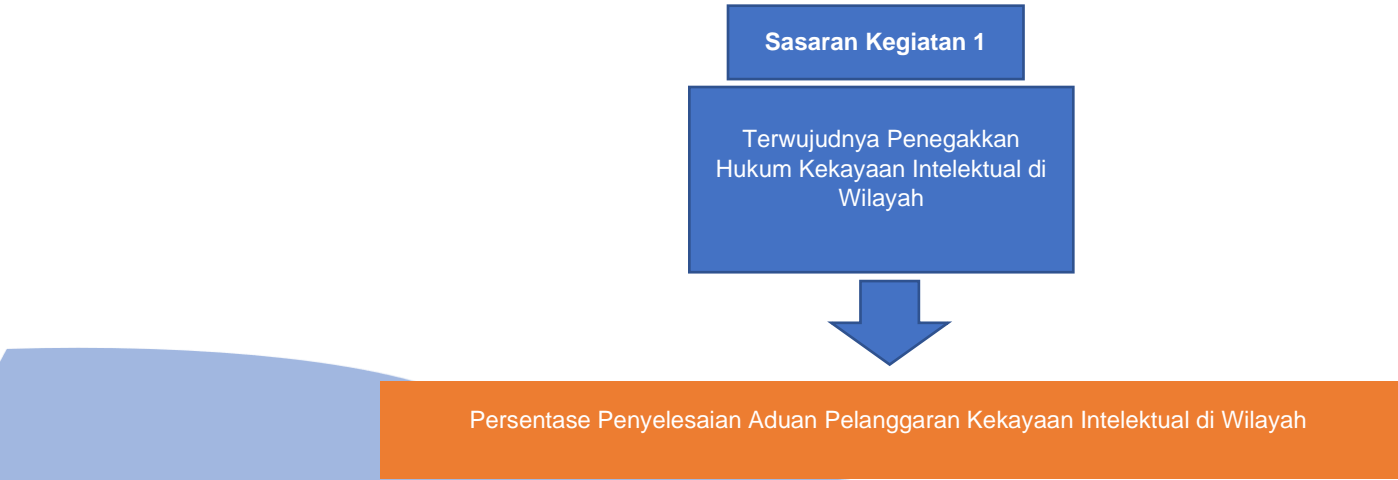 Sasaran Kegiatan 1
Terwujudnya Penegakkan
Hukum Kekayaan Intelektual di
Wilayah
Persentase Penyelesaian Aduan Pelanggaran Kekayaan Intelektual di Wilayah